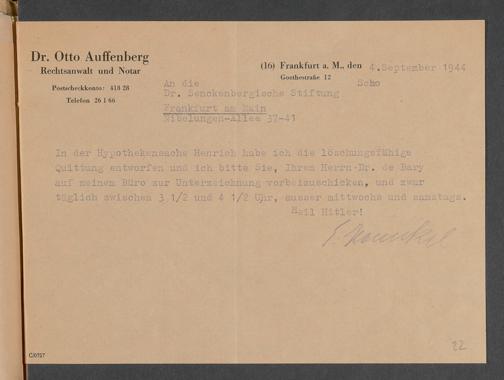 Dr. Otto Auffenberg
Rechtsanwalt und Notar
Postscheckkonto: 418 28
Telefon 26 1 66
(16) Frankfurt a. M., den 4.September 1944
Goethestraße 12
Scho
An die
Dr. Senckenbergische Stiftung
Frankfurt am Main
Nibelungen-Allee 37-41
In der Hypothekensache Henrich habe ich die löschungsfähige
Quittung entworfen und ich bitte Sie, Ihren Herrn Dr. de Bary
auf meinem Büro zur Unterzeichnung vorbeizuschicken, und zwar
täglich zwischen 3 1/2 und 4 1/2 Uhr, ausser mittwochs und samstags.
Heil Hitler!
22
C/0757